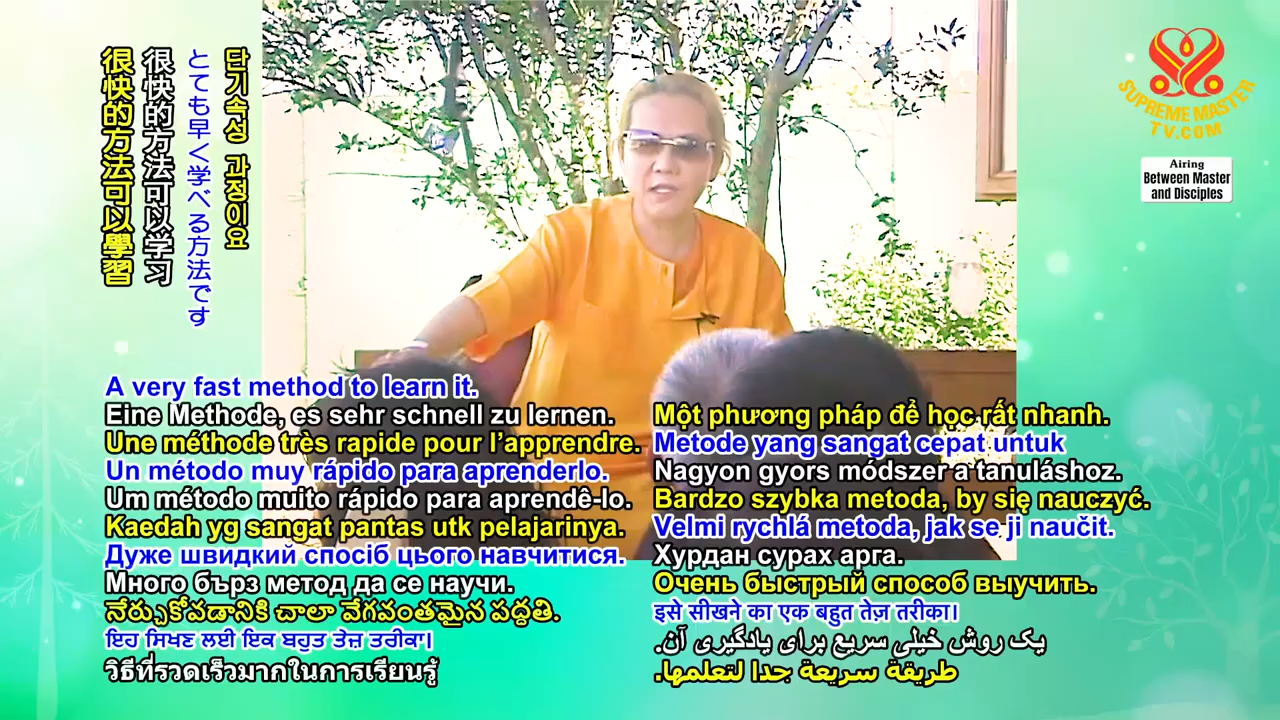 단기속성 과정이요
とても早く学べる方法です
很快的方法可以学习
很快的方法可以學習
SUPREME MASTER
TV.COM
Airing
Between Master
and Disciples
A very fast method to learn it.
Eine Methode, es sehr schnell zu lernen.
Une méthode très rapide pour l’apprendre.
Un método muy rápido para aprenderlo.
Um método muito rápido para aprendê-lo.
Kaedah yg sangat pantas utk pelajarinya.
Дуже швидкий спосіб цього навчитися.
Много бърз метод да се научи.
నేర్చుకోవడానికి చాలా వేగవంతమైన పద్ధతి.
ਇਹ ਸਿਖਣ ਲਈ ਇਕ ਬਹੁਤ ਤੇਜ਼ ਤਰੀਕਾ।
วิธีที่รวดเร็วมากในการเรียนรู้
Một phương pháp để học rất nhanh.
Metode yang sangat cepat untuk
Nagyon gyors módszer a tanuláshoz.
Bardzo szybka metoda, by się nauczyć.
Velmi rychlá metoda, jak se ji naučit.
Хурдан сурах арга.
Очень быстрый способ выучить.
इसे सीखने का एक बहुत तेज़ तरीका।
یک روش خیلی سریع برای یادگیری آن.
طريقة سريعة جدا لتعلمها.